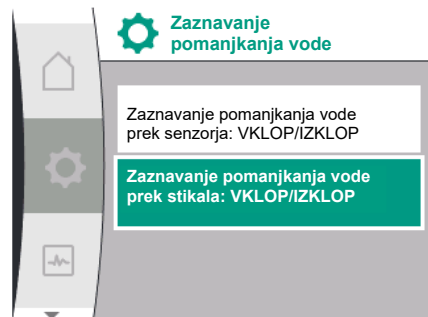 Zaznavanje
pomanjkanja vode
Zaznavanje pomanjkanja vode
prek senzorja: VKLOP/IZKLOP
Zaznavanje pomanjkanja vode
prek stikala: VKLOP/IZKLOP